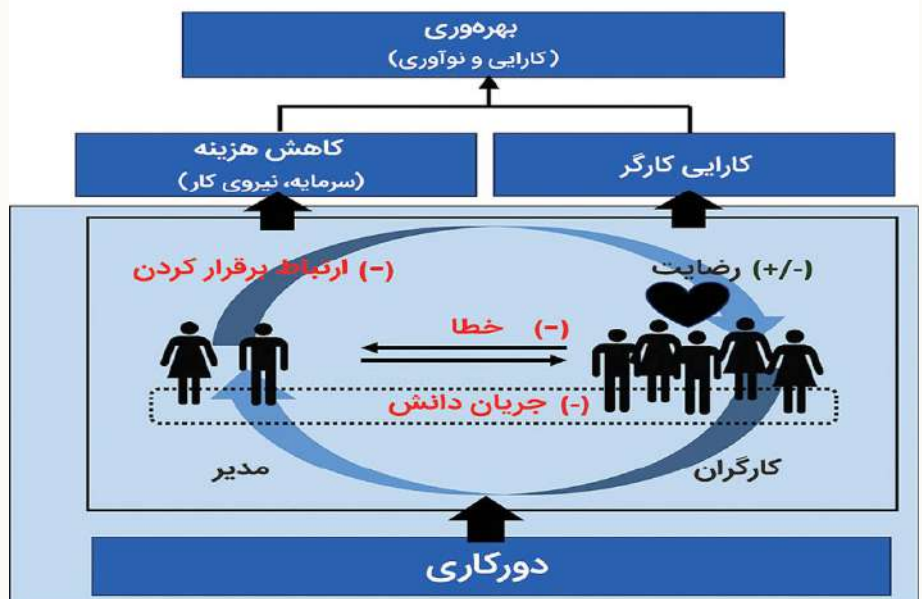 بهره‌وری
(کارایی و نوآوری)
کارایی کارگر
کاهش هزینه
(سرمایه، نیروی کار)
رضایت (+/-)
(-) ارتباط برقرار کردن
(-) خطا
(-) جریان دانش
کارگران
مدیر
دورکاری